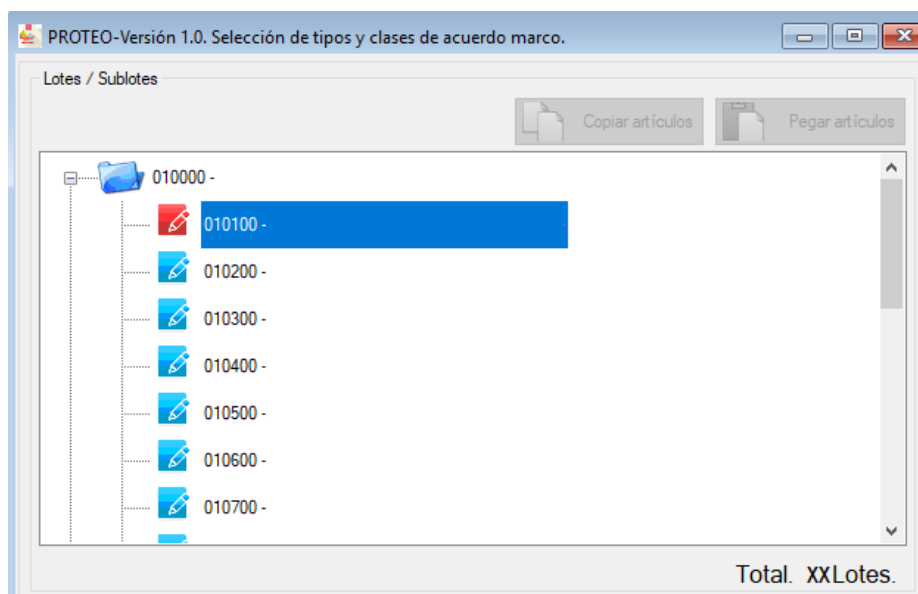 PROTEO-Versión 1.0. Selección de tipos y clases de acuerdo marco.
Lotes / Sublotes
Copiar artículos Pegar artículos
010000 -
010100 -
010200 -
010300 -
010400 -
010500 -
010600 -
010700 -
Total. XXLotes.